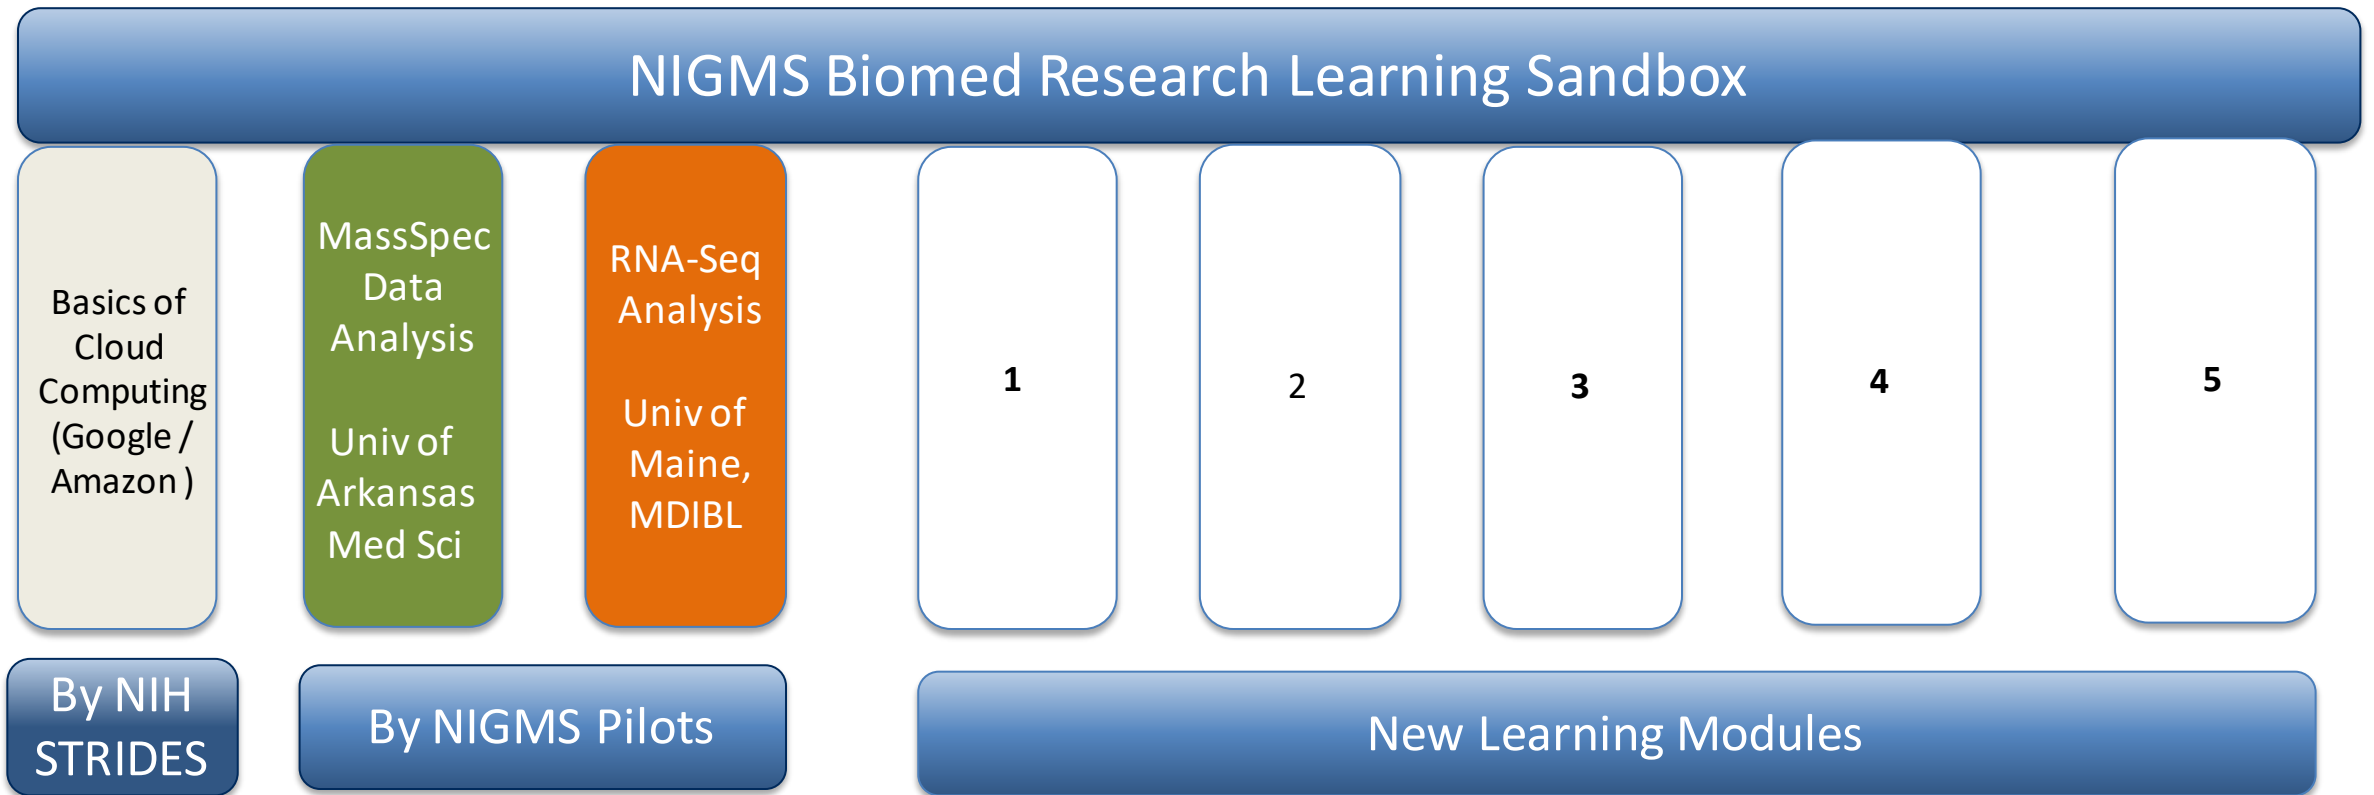 NIGMS Biomed Research Learning Sandbox
Basics of
Cloud
Computing
(Google /
Amazon )
MassSpec
Data
Analysis
Univ of
Arkansas
Med Sci
RNA-Seq
Analysis
Univ of
Maine,
MDIBL
1
2
3
4
5
By NIH
STRIDES
By NIGMS Pilots
New Learning Modules